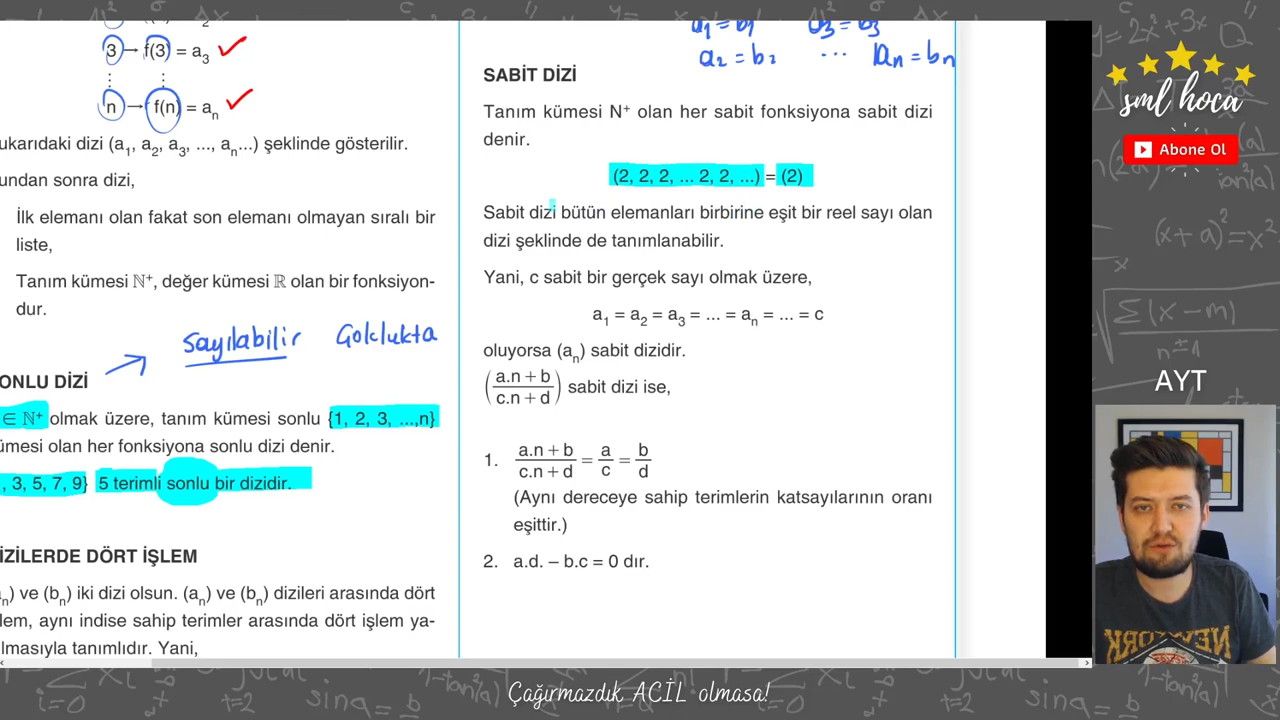 3 → f(3) = a3
⋮ ⋮
n → f(n) = an
ukarıdaki dizi (a1, a2, a3, ..., an...) şeklinde gösterilir.
undan sonra dizi,
İlk elemanı olan fakat son elemanı olmayan sıralı bir
liste,
Tanım kümesi ℕ+, değer kümesi ℝ olan bir fonksiyon-
dur.
sayılabilir Çoklukta
ONLU DİZİ
∈ ℕ+ olmak üzere, tanım kümesi sonlu {1, 2, 3, ...,n}
ümesi olan her fonksiyona sonlu dizi denir.
, 3, 5, 7, 9} 5 terimli sonlu bir dizidir.
İZİLERDE DÖRT İŞLEM
n) ve (bn) iki dizi olsun. (an) ve (bn) dizileri arasında dört
lem, aynı indise sahip terimler arasında dört işlem ya-
lmasıyla tanımlıdır. Yani,
a1 = b1 a3 = b3
a2 = b2 ... an = bn
SABİT DİZİ
Tanım kümesi N+ olan her sabit fonksiyona sabit dizi
denir.
(2, 2, 2, ... 2, 2, ...) = (2)
Sabit dizi bütün elemanları birbirine eşit bir reel sayı olan
dizi şeklinde de tanımlanabilir.
Yani, c sabit bir gerçek sayı olmak üzere,
a1 = a2 = a3 = ... = an = ... = c
oluyorsa (an) sabit dizidir.
(a.n + b / c.n + d) sabit dizi ise,
1. a.n + b / c.n + d = a / c = b / d
(Aynı dereceye sahip terimlerin katsayılarının oranı
eşittir.)
2. a.d. – b.c = 0 dır.
sml hoca
Abone Ol
AYT
Çağırmazdık ACİL olmasa!